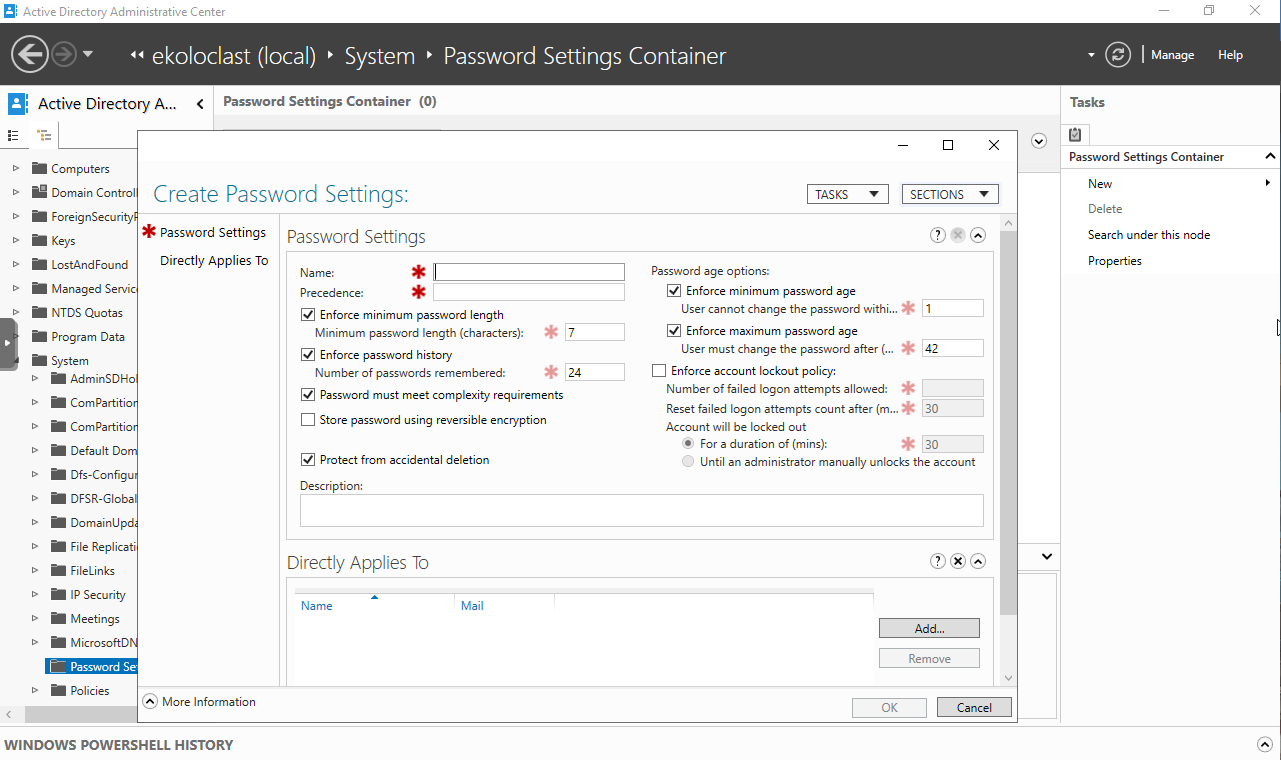 Active Directory Administrative Center
ekoloclast (local) System Password Settings Container
Manage Help
Active Directory A...
Password Settings Container (0)
Tasks
Computers
Domain Controll
ForeignSecurityP
Keys
LostAndFound
Managed Servic
NTDS Quotas
Program Data
System
AdminSDHol
ComPartition
ComPartition
Default Dom
Dfs-Configur
DFSR-Global
DomainUpda
File Replicati
FileLinks
IP Security
Meetings
MicrosoftDN
Password Set
Policies
Create Password Settings:
TASKS
SECTIONS
Password Settings
Directly Applies To
Password Settings
?
Name:
Precedence:
Enforce minimum password length
Minimum password length (characters): 7
Enforce password history
Number of passwords remembered: 24
Password must meet complexity requirements
Store password using reversible encryption
Protect from accidental deletion
Password age options:
Enforce minimum password age
User cannot change the password withi... 1
Enforce maximum password age
User must change the password after (... 42
Enforce account lockout policy:
Number of failed logon attempts allowed:
Reset failed logon attempts count after (m... 30
Account will be locked out
For a duration of (mins): 30
Until an administrator manually unlocks the account
Description:
Directly Applies To
?
Name Mail
Add...
Remove
More Information
OK
Cancel
Password Settings Container
New
Delete
Search under this node
Properties
WINDOWS POWERSHELL HISTORY